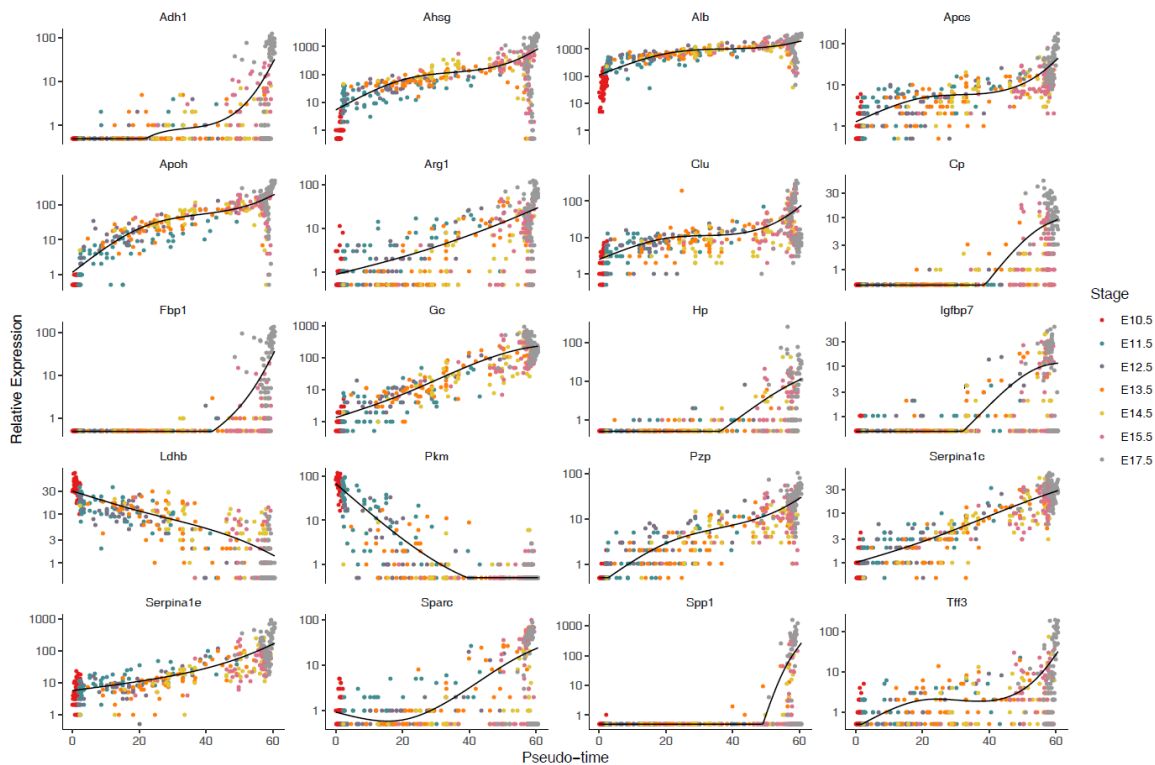 Adh1 Ahsg Alb Apcs
100 1000 1000 100
100 100
10 10
1 10 1
1 1
Apoh Arg1 Clu Cp
100 100 100 30
10 10 10 10
3
1 1 1 1
Stage
Fbp1 Gc Hp Igfbp7
E10.5
100 1000 100 40
E11.5
100 E12.5
10 10 10 E13.5
10 E14.5
1 1 1 1 E15.5
E17.5
Relative Expression
Ldhb Pkm Pzp Serpina1c
30 100 100 30
10 10 10 10
3 3
1 1 1 1
Serpina1e Sparc Spp1 Tff3
1000 100 1000 1000
100 10 100 100
10 10 10
1 1 1 1
0 20 40 60 0 20 40 60 0 20 40 60 0 20 40 60
Pseudo-time